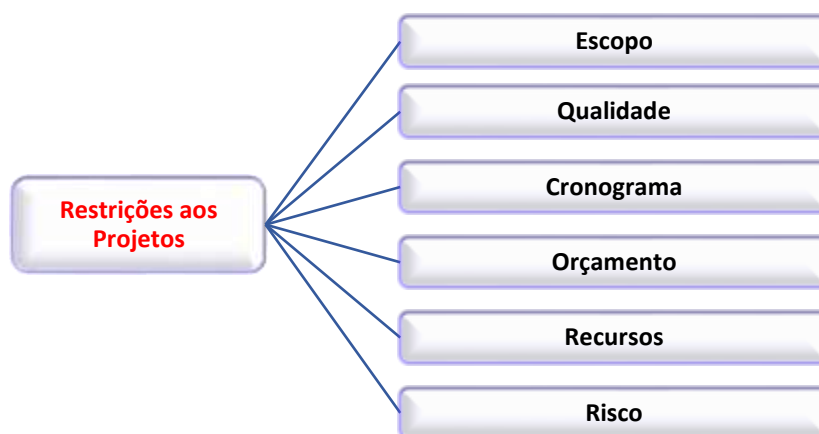 Restrições aos
Projetos
Escopo
Qualidade
Cronograma
Orçamento
Recursos
Risco